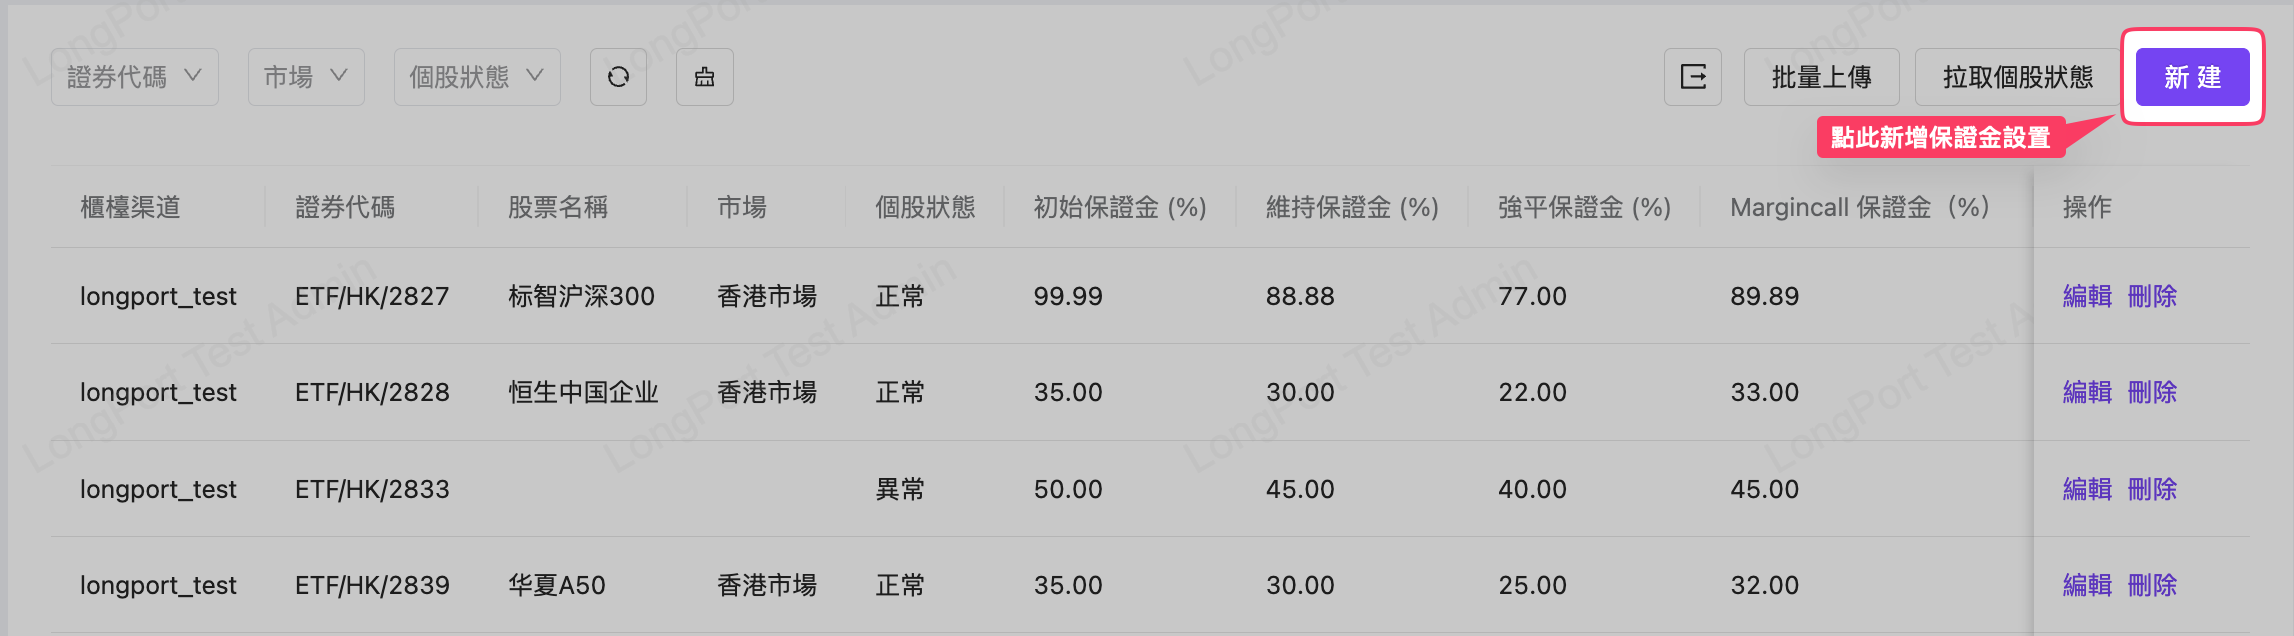 證券代碼 市場 個股狀態 批量上傳 拉取個股狀態 新 建
點此新增保證金設置
櫃檯渠道 證券代碼 股票名稱 市場 個股狀態 初始保證金 (%) 維持保證金 (%) 強平保證金 (%) Margincall 保證金（%） 操作
longport_test ETF/HK/2827 标智沪深300 香港市場 正常 99.99 88.88 77.00 89.89 編輯 刪除
longport_test ETF/HK/2828 恒生中国企业 香港市場 正常 35.00 30.00 22.00 33.00 編輯 刪除
longport_test ETF/HK/2833 異常 50.00 45.00 40.00 45.00 編輯 刪除
longport_test ETF/HK/2839 华夏A50 香港市場 正常 35.00 30.00 25.00 32.00 編輯 刪除
LongPort Test Admin
LongPort Test Admin
LongPort Test Admin
LongPort Test A